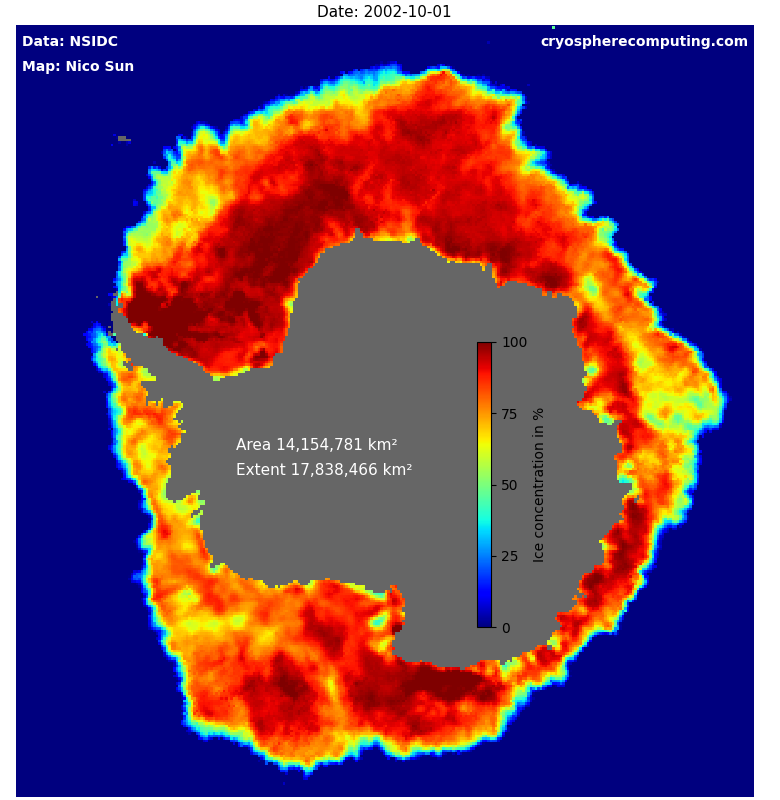 Date: 2002-10-01
Data: NSIDC
cryospherecomputing.com
Map: Nico Sun
100
75
50
25
0
Ice concentration in %
Area 14,154,781 km²
Extent 17,838,466 km²